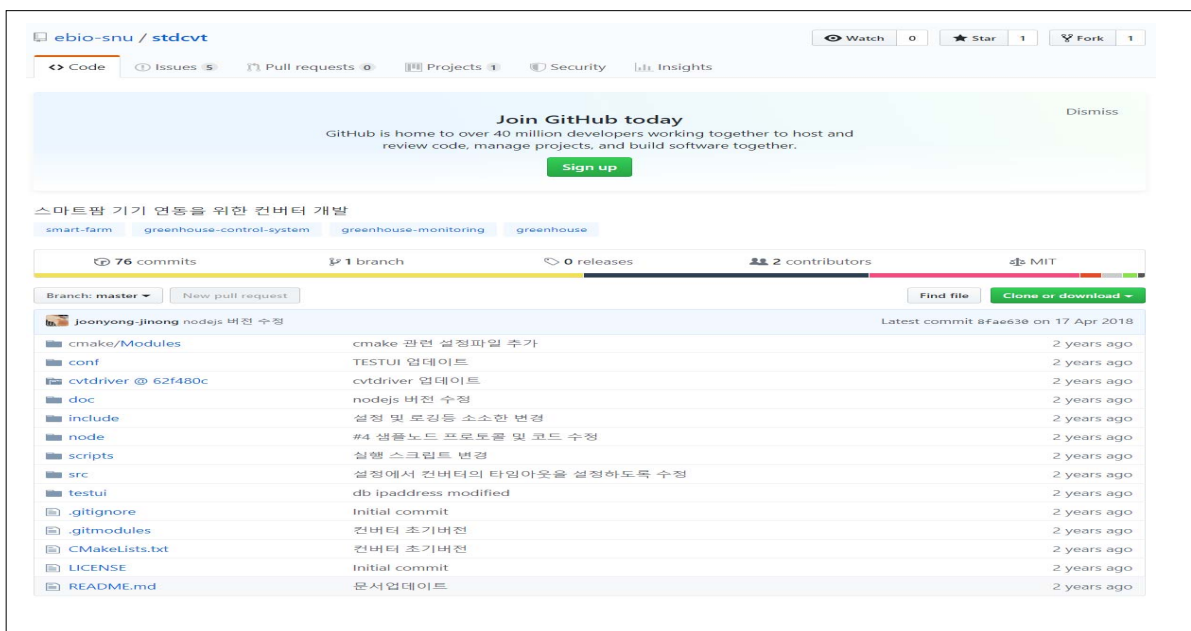 ebio-snu / stdcvt
Watch 0 Star 1 Fork 1
Code Issues 5 Pull requests 0 Projects 1 Security Insights
Dismiss
Join GitHub today
GitHub is home to over 40 million developers working together to host and
review code, manage projects, and build software together.
Sign up
스마트팜 기기 연동을 위한 컨버터 개발
smart-farm greenhouse-control-system greenhouse-monitoring greenhouse
76 commits 1 branch 0 releases 2 contributors MIT
Branch: master New pull request Find file Clone or download
joonyong-jinong nodejs 버전 수정 Latest commit 8fae630 on 17 Apr 2018
cmake/Modules cmake 관련 설정파일 추가 2 years ago
conf TESTUI 업데이트 2 years ago
cvtdriver @ 62f480c cvtdriver 업데이트 2 years ago
doc nodejs 버전 수정 2 years ago
include 설정 및 로깅등 소소한 변경 2 years ago
node #4 샘플노드 프로토콜 및 코드 수정 2 years ago
scripts 실행 스크립트 변경 2 years ago
src 설정에서 컨버터의 타임아웃을 설정하도록 수정 2 years ago
testui db ipaddress modified 2 years ago
.gitignore Initial commit 2 years ago
.gitmodules 컨버터 초기버전 2 years ago
CMakeLists.txt 컨버터 초기버전 2 years ago
LICENSE Initial commit 2 years ago
README.md 문서업데이트 2 years ago